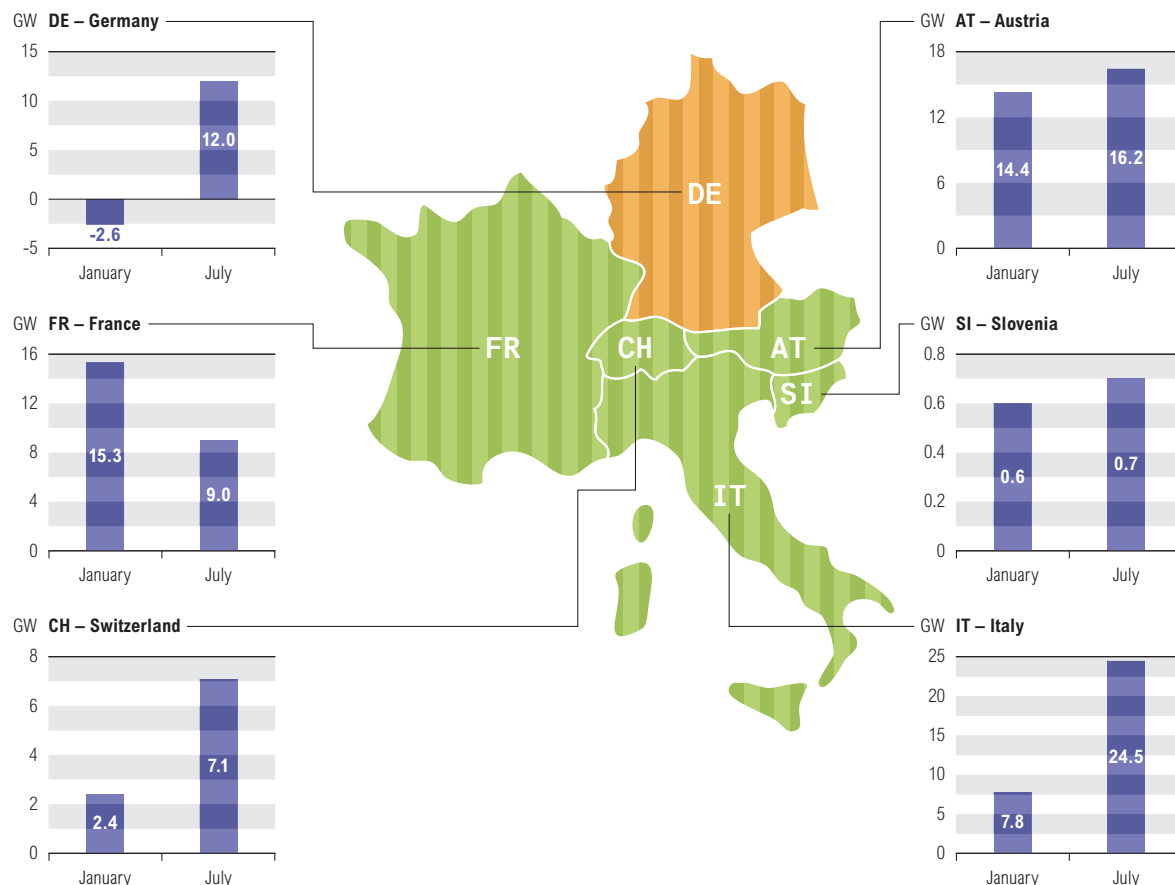 GW DE – Germany
15
10
5
0
-5
12.0
-2.6
January July
GW FR – France
16
12
8
4
0
15.3
9.0
January July
GW CH – Switzerland
8
6
4
2
0
7.1
2.4
January July
DE
FR
CH
AT
SI
IT
GW AT – Austria
18
12
6
0
14.4
16.2
January July
GW SI – Slovenia
0.8
0.6
0.4
0.2
0
0.6
0.7
January July
GW IT – Italy
25
20
15
10
5
0
24.5
7.8
January July